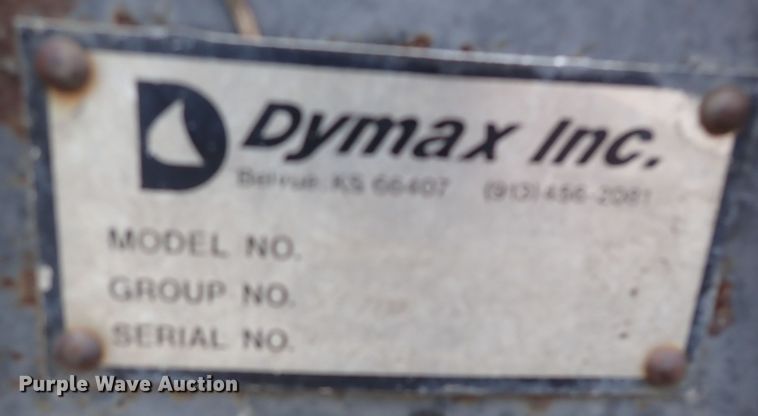 Dymax Inc.
KS 66407 (913) 456-2081
MODEL NO.
GROUP NO.
SERIAL NO.
Purple Wave Auction